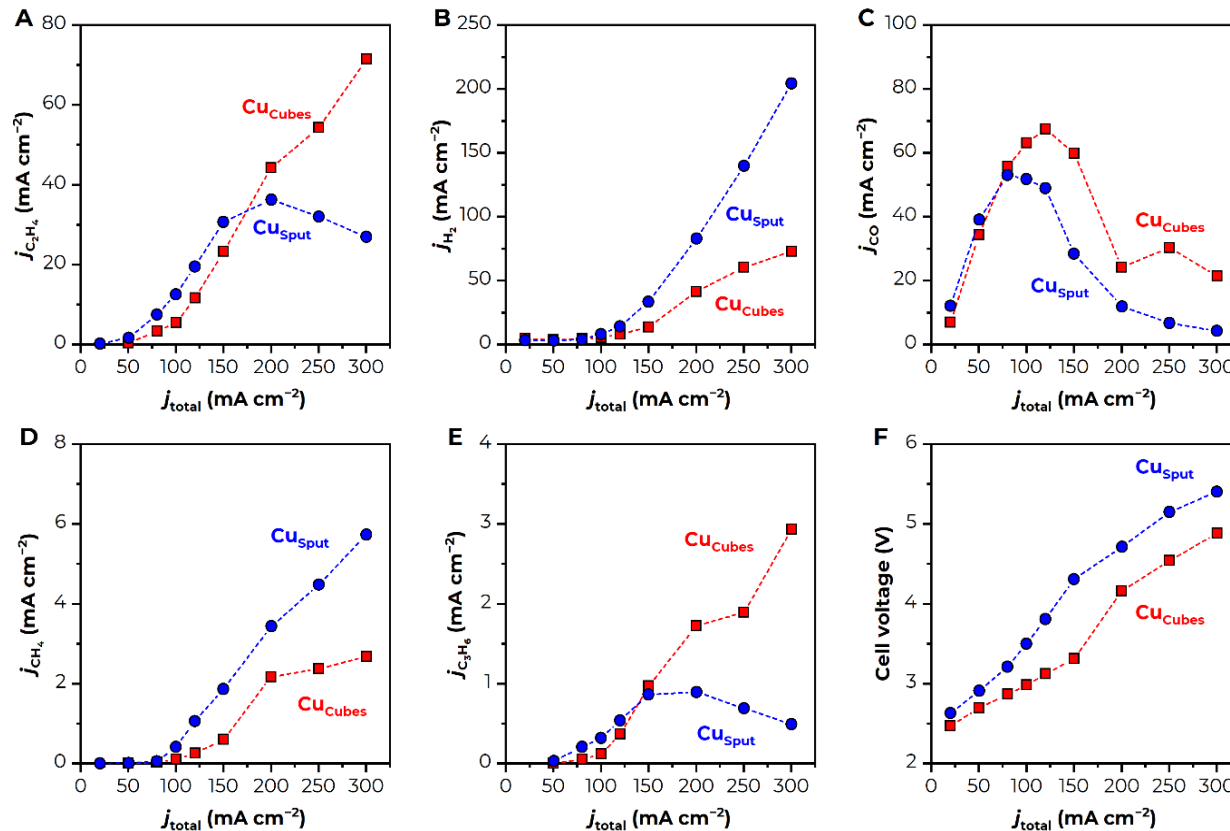 A
80
60
40
20
0
j_C₂H₄ (mA cm⁻²)
Cu_Cubes
Cu_Sput
0 50 100 150 200 250 300
j_total (mA cm⁻²)
B
250
200
150
100
50
0
j_H₂ (mA cm⁻²)
Cu_Sput
Cu_Cubes
0 50 100 150 200 250 300
j_total (mA cm⁻²)
C
100
80
60
40
20
0
j_CO (mA cm⁻²)
Cu_Cubes
Cu_Sput
0 50 100 150 200 250 300
j_total (mA cm⁻²)
D
8
6
4
2
0
j_CH₄ (mA cm⁻²)
Cu_Sput
Cu_Cubes
0 50 100 150 200 250 300
j_total (mA cm⁻²)
E
4
3
2
1
0
j_C₃H₆ (mA cm⁻²)
Cu_Cubes
Cu_Sput
0 50 100 150 200 250 300
j_total (mA cm⁻²)
F
6
5
4
3
2
Cell voltage (V)
Cu_Sput
Cu_Cubes
0 50 100 150 200 250 300
j_total (mA cm⁻²)